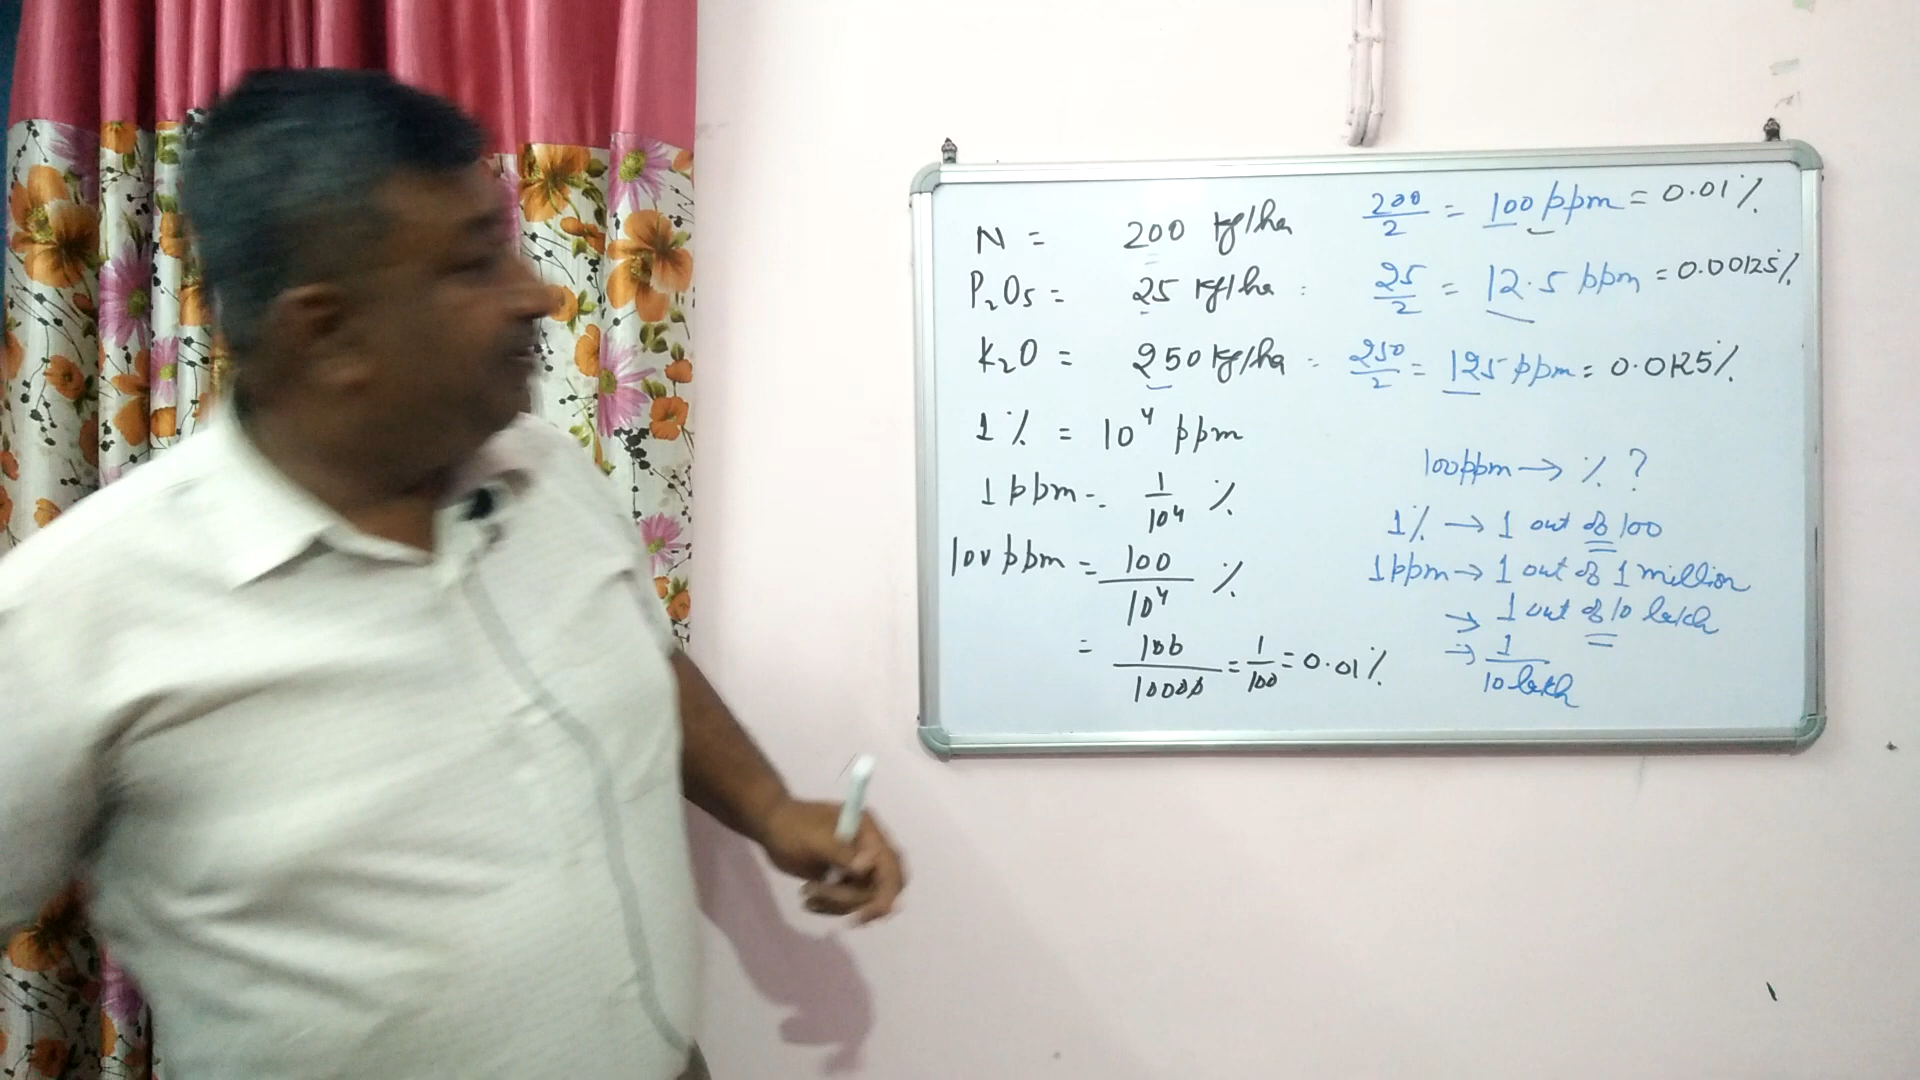 N = 200 kg/ha 200/2 = 100 ppm = 0.01%
P₂O₅ = 25 kg/ha : 25/2 = 12.5 ppm = 0.00125%
K₂O = 250 kg/ha : 250/2 = 125 ppm = 0.0125%
1% = 10⁴ ppm
1 ppm = 1/10⁴ %
100 ppm = 100/10⁴ %
= 100/10000 = 1/100 = 0.01%
100ppm → % ?
1% → 1 out of 100
1ppm → 1 out of 1 million
→ 1 out of 10 lakh
→ 1/10 lakh